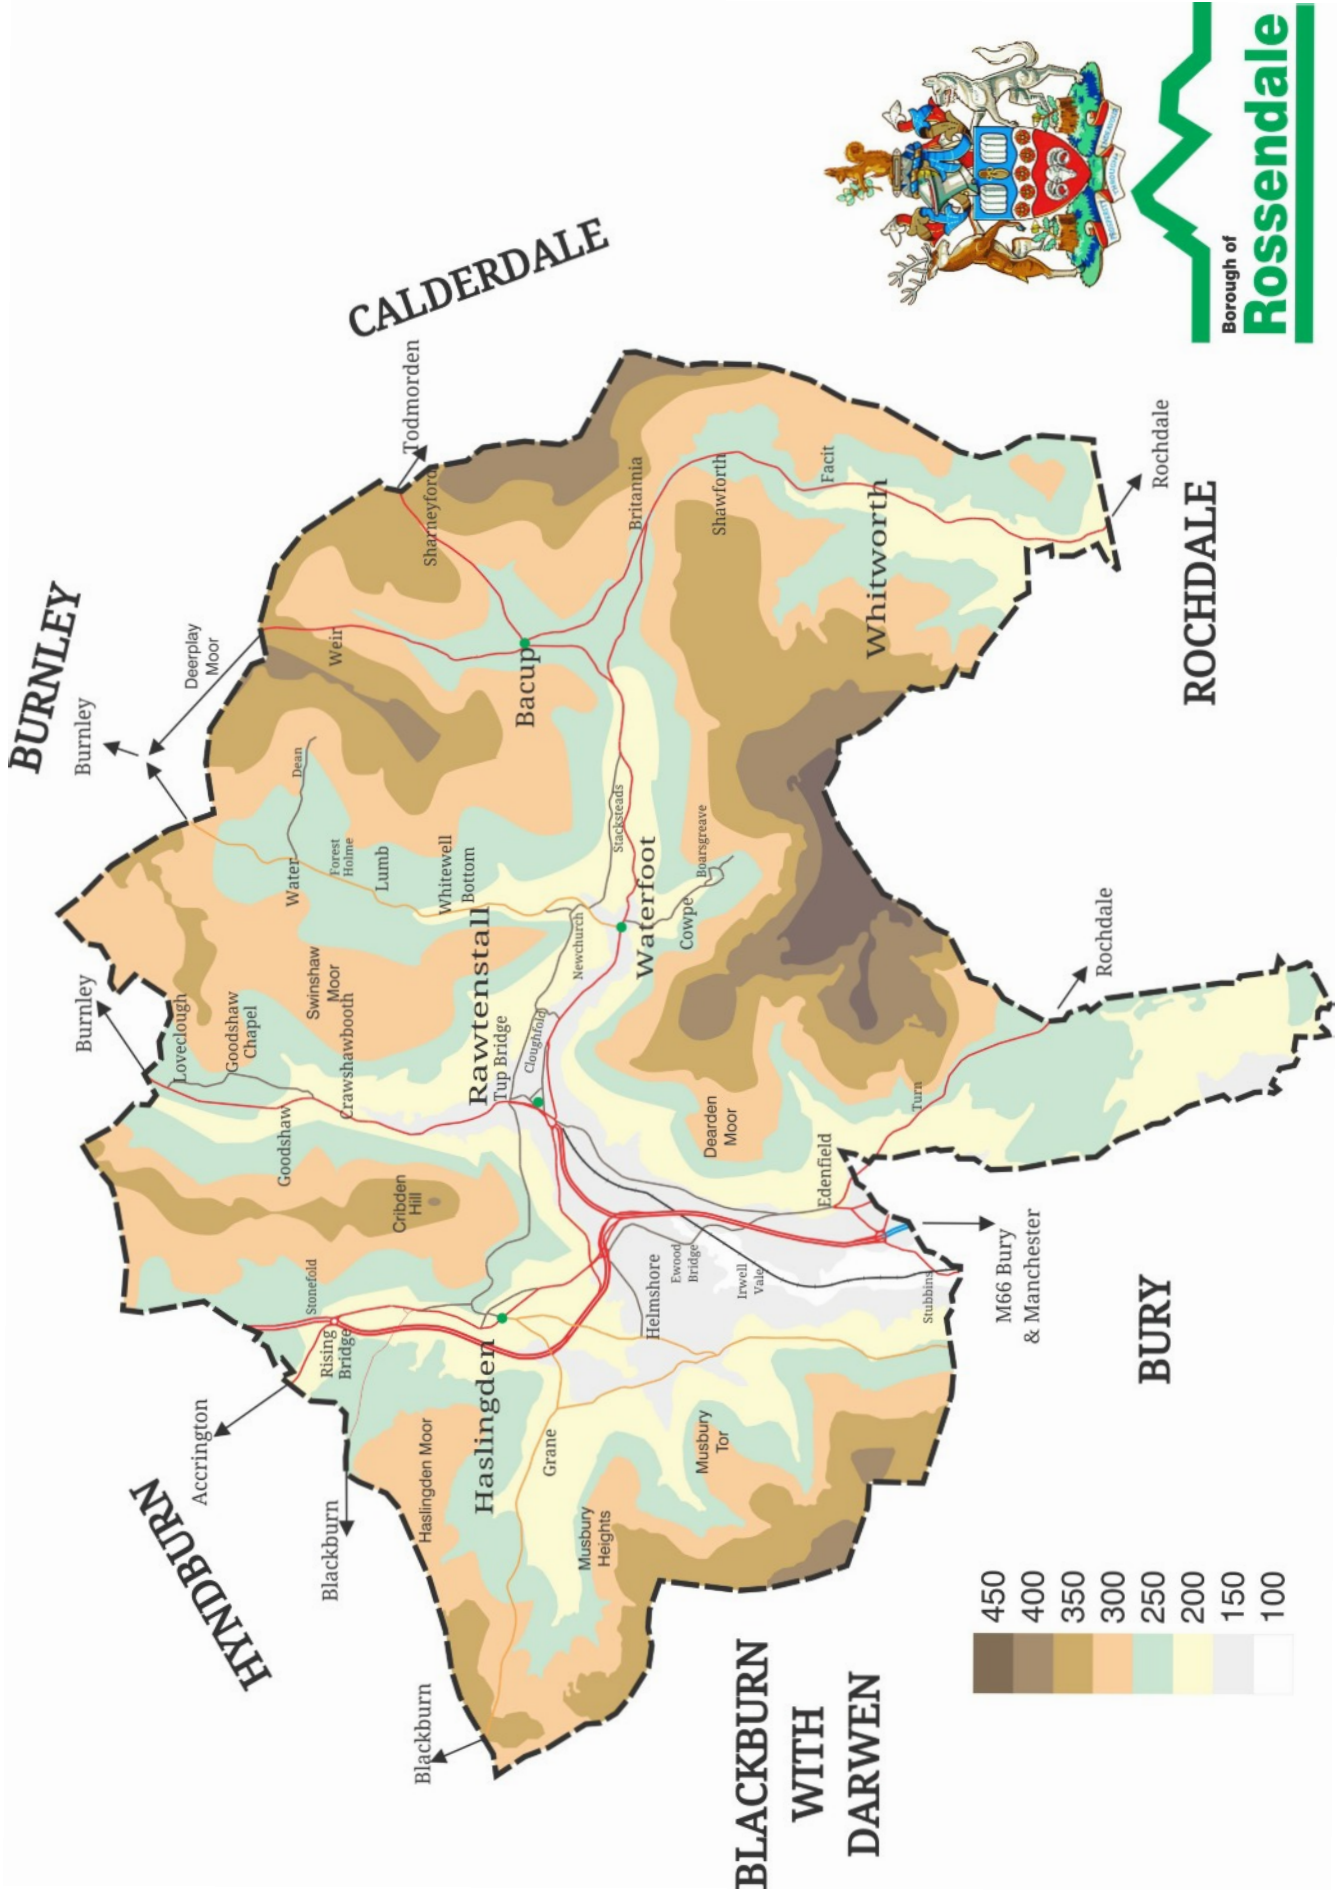 BURNLEY
Burnley
Burnley
Deerplay
Moor
CALDERDALE
Todmorden
HYNDBURN
Accrington
Blackburn
Blackburn
Loveclough
Goodshaw
Chapel
Swinshaw
Moor
Goodshaw
Crawshawbooth
Water
Dean
Forest
Holme
Lumb
Whitewell
Bottom
Weir
Sharneyford
Stonefold
Rising
Bridge
Cribden
Hill
Haslingden Moor
Haslingden
Rawtenstall
Tup Bridge
Cloughfold
Newchurch
Waterfoot
Stacksteads
Bacup
Britannia
Shawforth
Facit
Whitworth
Cowpe
Boarsgreave
Grane
Musbury
Heights
Musbury
Tor
Helmshore
Ewood
Bridge
Irwell
Vale
Stubbins
Dearden
Moor
Edenfield
Turn
Rochdale
Rochdale
ROCHDALE
M66 Bury
& Manchester
BURY
BLACKBURN
WITH
DARWEN
450
400
350
300
250
200
150
100
Borough of
Rossendale